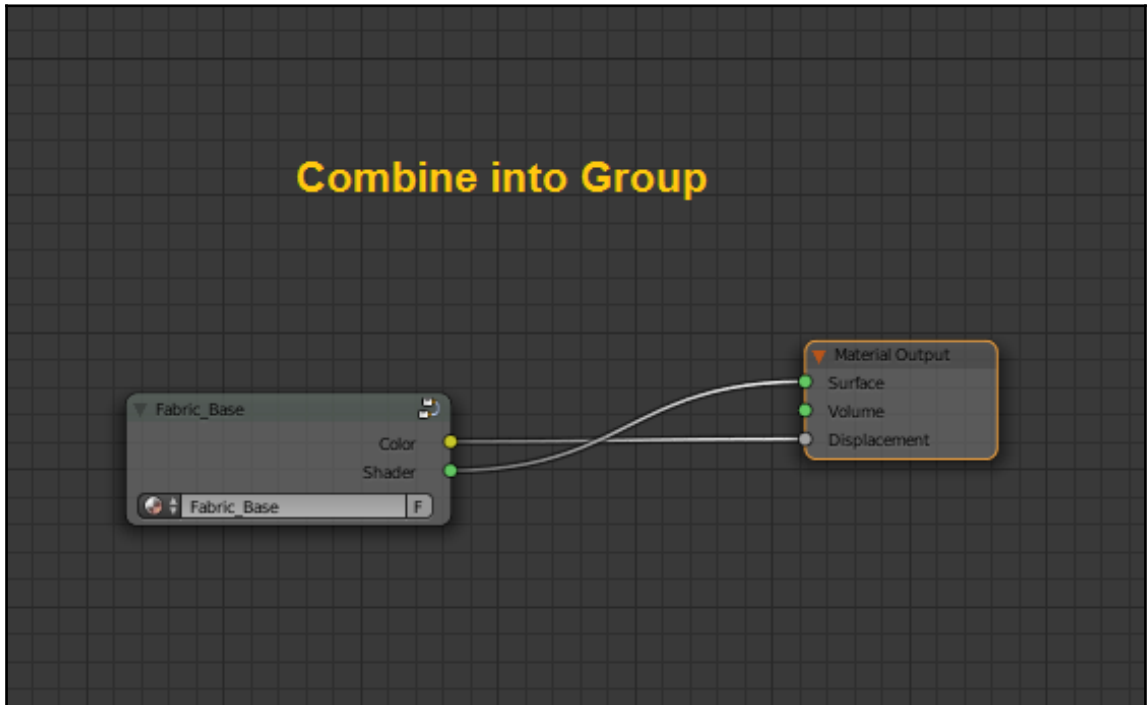 Combine into Group
Material Output
Surface
Volume
Displacement
Fabric_Base
Color
Shader
Fabric_Base F